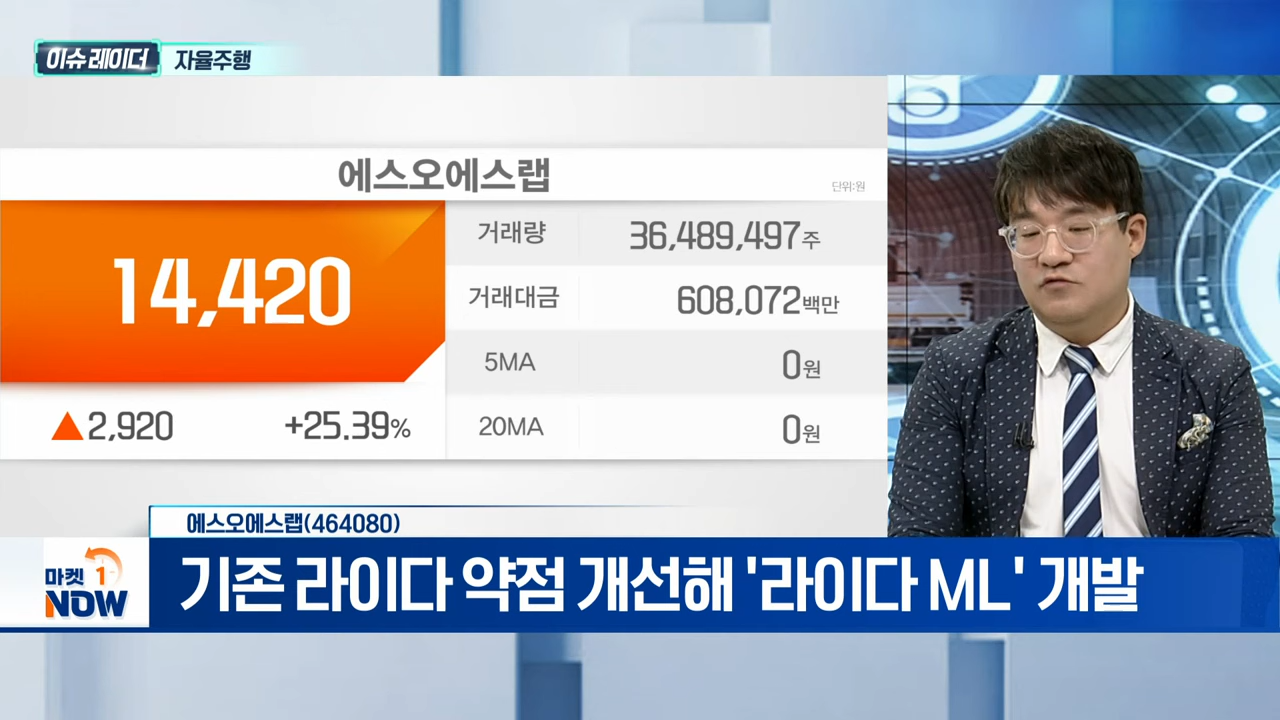 이슈 레이더 자율주행
에스오에스랩
단위:원
14,420
▲2,920 +25.39%
거래량 36,489,497주
거래대금 608,072백만
5MA 0원
20MA 0원
에스오에스랩(464080)
마켓 1
NOW
기존 라이다 약점 개선해 '라이다 ML' 개발